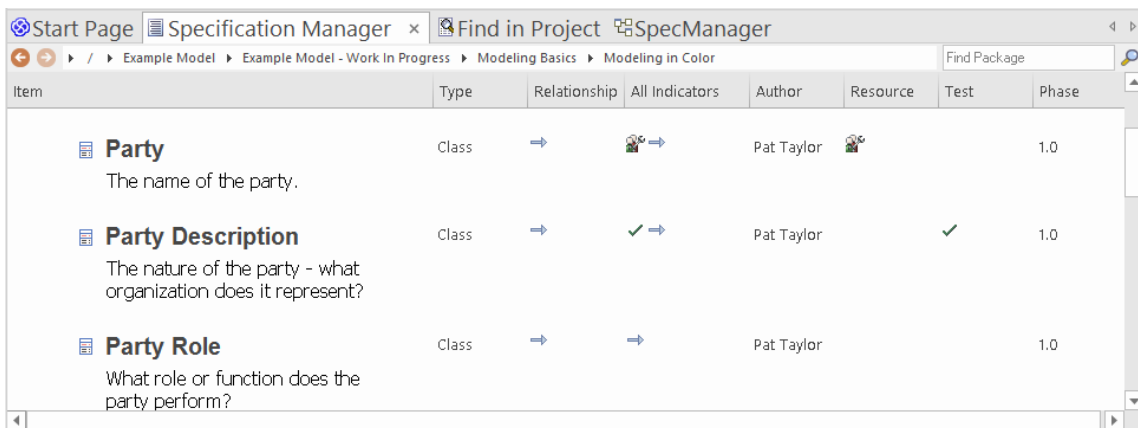 Start Page Specification Manager × Find in Project SpecManager
/ Example Model Example Model - Work In Progress Modeling Basics Modeling in Color Find Package
Item Type Relationship All Indicators Author Resource Test Phase
Party Class Pat Taylor 1.0
The name of the party.
Party Description Class Pat Taylor 1.0
The nature of the party - what
organization does it represent?
Party Role Class Pat Taylor 1.0
What role or function does the
party perform?